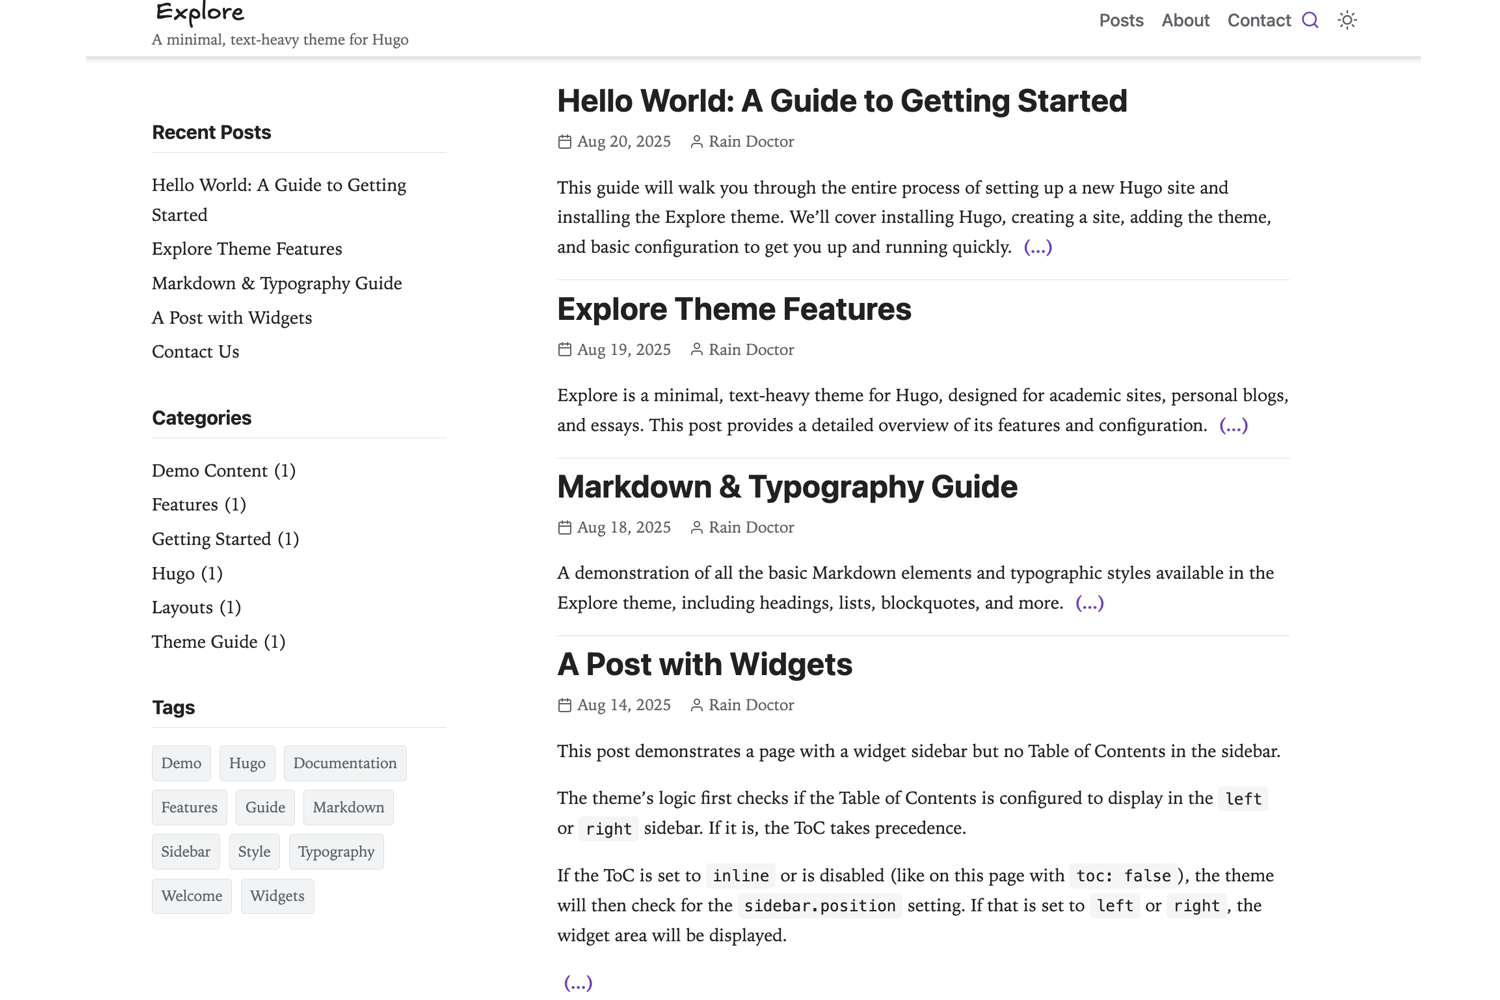 Explore
A minimal, text-heavy theme for Hugo
Posts About Contact
Recent Posts
Hello World: A Guide to Getting
Started
Explore Theme Features
Markdown & Typography Guide
A Post with Widgets
Contact Us
Categories
Demo Content (1)
Features (1)
Getting Started (1)
Hugo (1)
Layouts (1)
Theme Guide (1)
Tags
Demo Hugo Documentation
Features Guide Markdown
Sidebar Style Typography
Welcome Widgets
Hello World: A Guide to Getting Started
Aug 20, 2025 Rain Doctor
This guide will walk you through the entire process of setting up a new Hugo site and
installing the Explore theme. We’ll cover installing Hugo, creating a site, adding the theme,
and basic configuration to get you up and running quickly. (...)
Explore Theme Features
Aug 19, 2025 Rain Doctor
Explore is a minimal, text-heavy theme for Hugo, designed for academic sites, personal blogs,
and essays. This post provides a detailed overview of its features and configuration. (...)
Markdown & Typography Guide
Aug 18, 2025 Rain Doctor
A demonstration of all the basic Markdown elements and typographic styles available in the
Explore theme, including headings, lists, blockquotes, and more. (...)
A Post with Widgets
Aug 14, 2025 Rain Doctor
This post demonstrates a page with a widget sidebar but no Table of Contents in the sidebar.
The theme’s logic first checks if the Table of Contents is configured to display in the left
or right sidebar. If it is, the ToC takes precedence.
If the ToC is set to inline or is disabled (like on this page with toc: false), the theme
will then check for the sidebar.position setting. If that is set to left or right, the
widget area will be displayed.
(...)